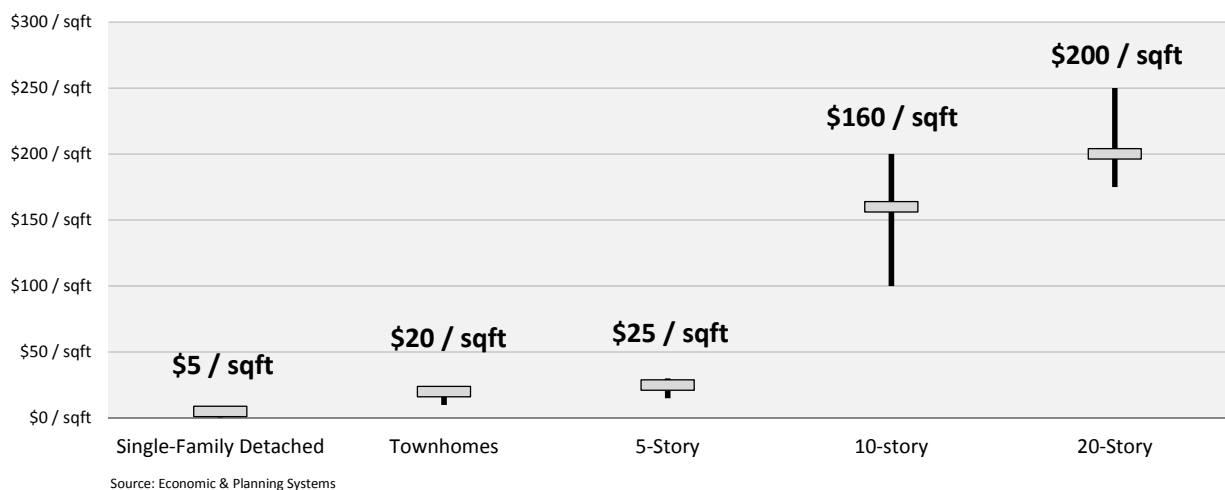 $300 / sqft
$250 / sqft
$200 / sqft
$150 / sqft
$100 / sqft
$50 / sqft
$0 / sqft
$5 / sqft
$20 / sqft
$25 / sqft
$160 / sqft
$200 / sqft
Single-Family Detached
Townhomes
5-Story
10-story
20-Story
Source: Economic & Planning Systems